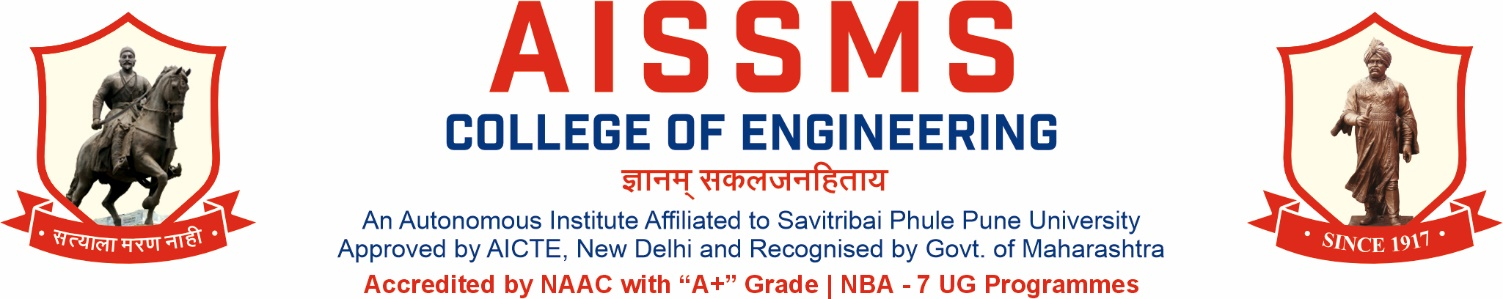 AISSMS
COLLEGE OF ENGINEERING
ज्ञानम् सकलजनहिताय
An Autonomous Institute Affiliated to Savitribai Phule Pune University
Approved by AICTE, New Delhi and Recognised by Govt. of Maharashtra
Accredited by NAAC with “A+” Grade | NBA - 7 UG Programmes
• सत्याला मरण नाही •
• SINCE 1917 •